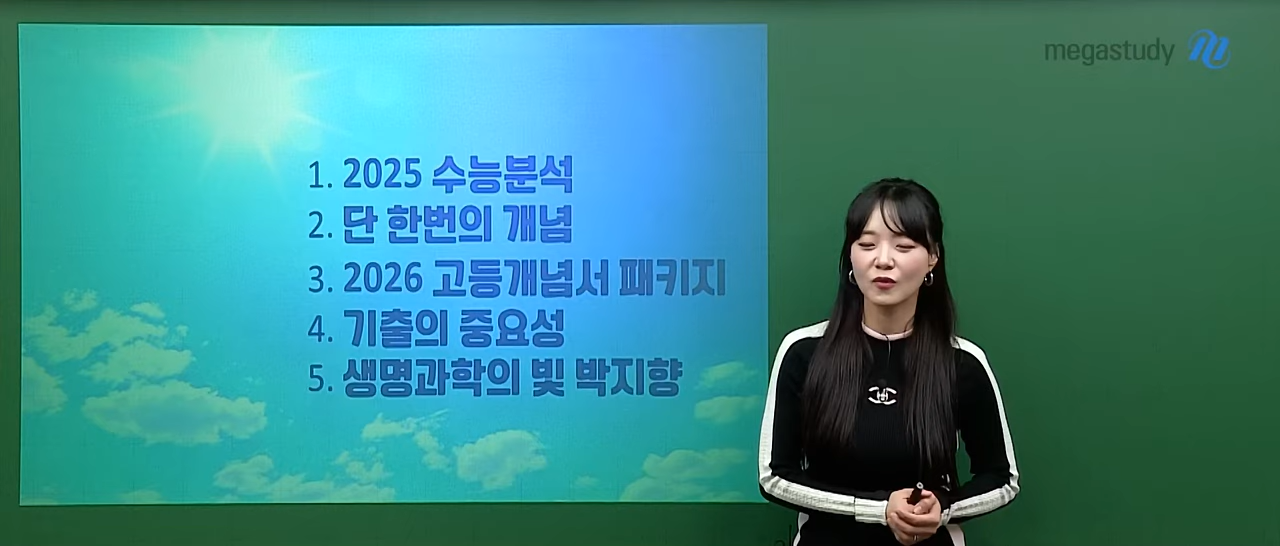 megastudy
1. 2025 수능분석
2. 단 한번의 개념
3. 2026 고등개념서 패키지
4. 기출의 중요성
5. 생명과학의 빛 박지향